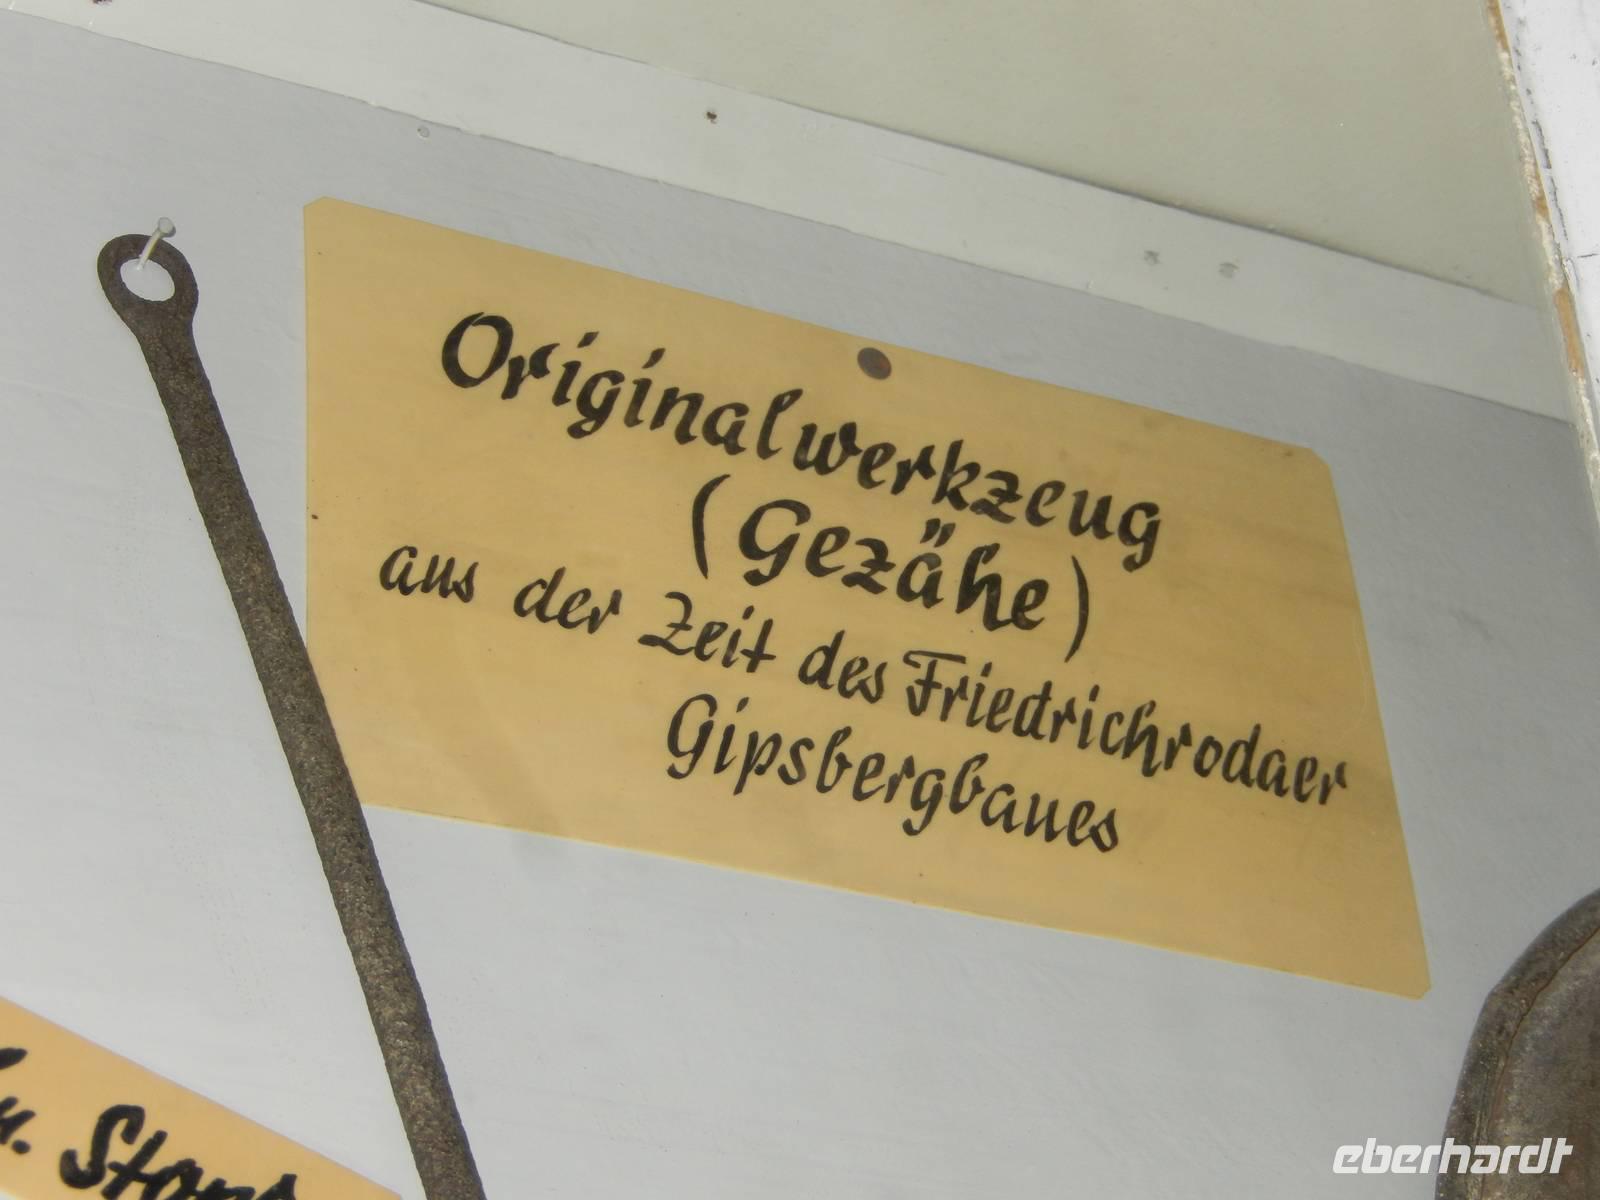 Originalwerkzeug
(Gezähe)
aus der Zeit des Friedrichrodaer
Gipsbergbaues
u.
eberhardt